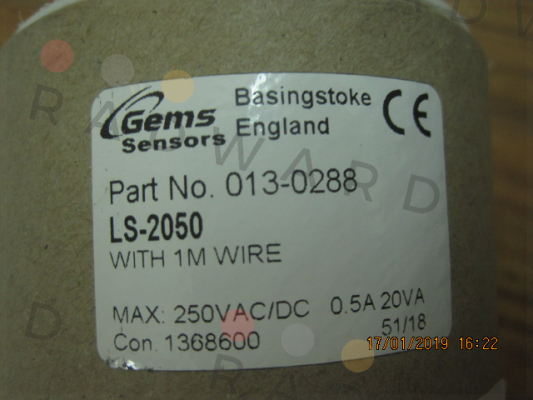 Gems
Sensors
Basingstoke
England
CE
Part No. 013-0288
LS-2050
WITH 1M WIRE
MAX: 250VAC/DC 0.5A 20VA
51/18
Con. 1368600
17/01/2019 16:22